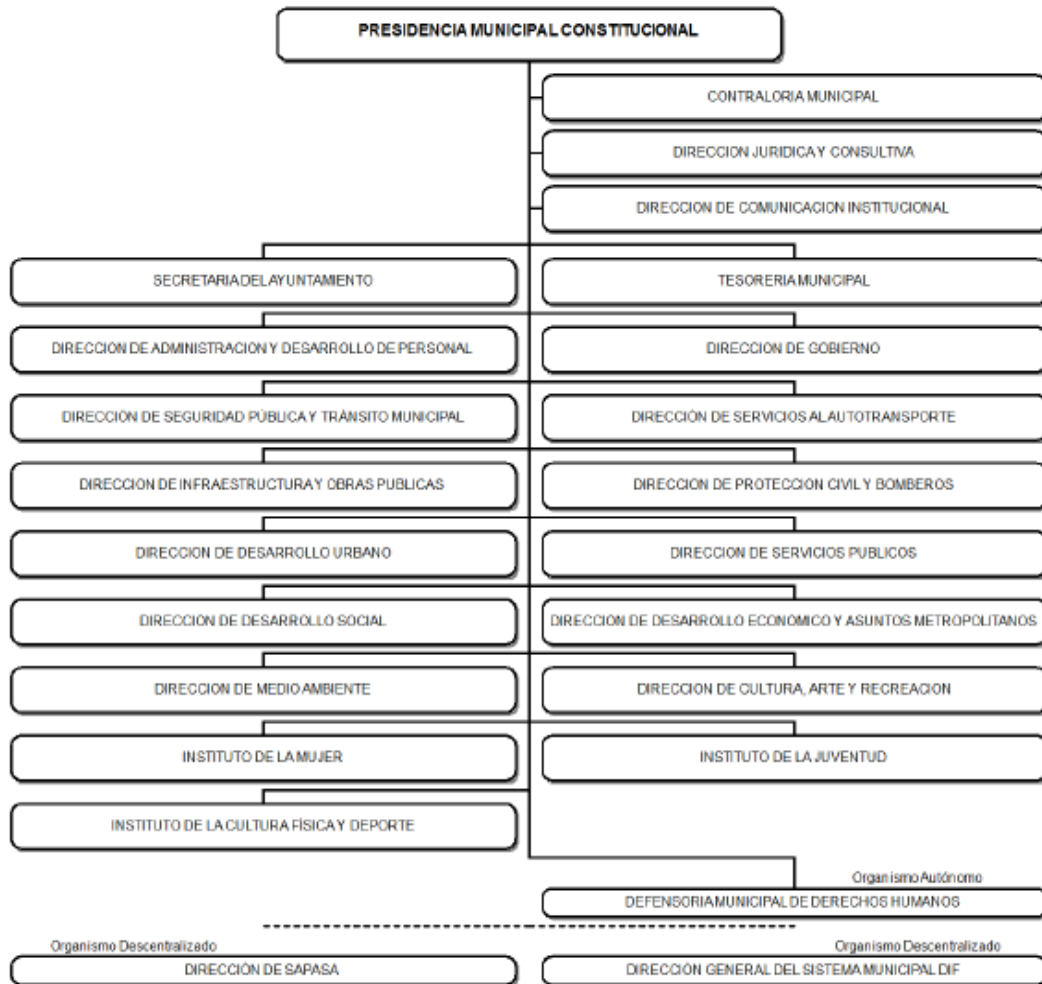 PRESIDENCIA MUNICIPAL CONSTITUCIONAL
CONTRALORIA MUNICIPAL
DIRECCION JURIDICA Y CONSULTIVA
DIRECCION DE COMUNICACION INSTITUCIONAL
SECRETARIA DEL AYUNTAMIENTO
TESORERIA MUNICIPAL
DIRECCION DE ADMINISTRACION Y DESARROLLO DE PERSONAL
DIRECCION DE GOBIERNO
DIRECCIÓN DE SEGURIDAD PÚBLICA Y TRÁNSITO MUNICIPAL
DIRECCIÓN DE SERVICIOS AL AUTOTRANSPORTE
DIRECCION DE INFRAESTRUCTURA Y OBRAS PUBLICAS
DIRECCION DE PROTECCION CIVIL Y BOMBEROS
DIRECCION DE DESARROLLO URBANO
DIRECCION DE SERVICIOS PUBLICOS
DIRECCION DE DESARROLLO SOCIAL
DIRECCION DE DESARROLLO ECONOMICO Y ASUNTOS METROPOLITANOS
DIRECCION DE MEDIO AMBIENTE
DIRECCION DE CULTURA, ARTE Y RECREACION
INSTITUTO DE LA MUJER
INSTITUTO DE LA JUVENTUD
INSTITUTO DE LA CULTURA FÍSICA Y DEPORTE
Organismo Autónomo
DEFENSORIA MUNICIPAL DE DERECHOS HUMANOS
Organismo Descentralizado
Organismo Descentralizado
DIRECCIÓN DE SAPASA
DIRECCIÓN GENERAL DEL SISTEMA MUNICIPAL DIF